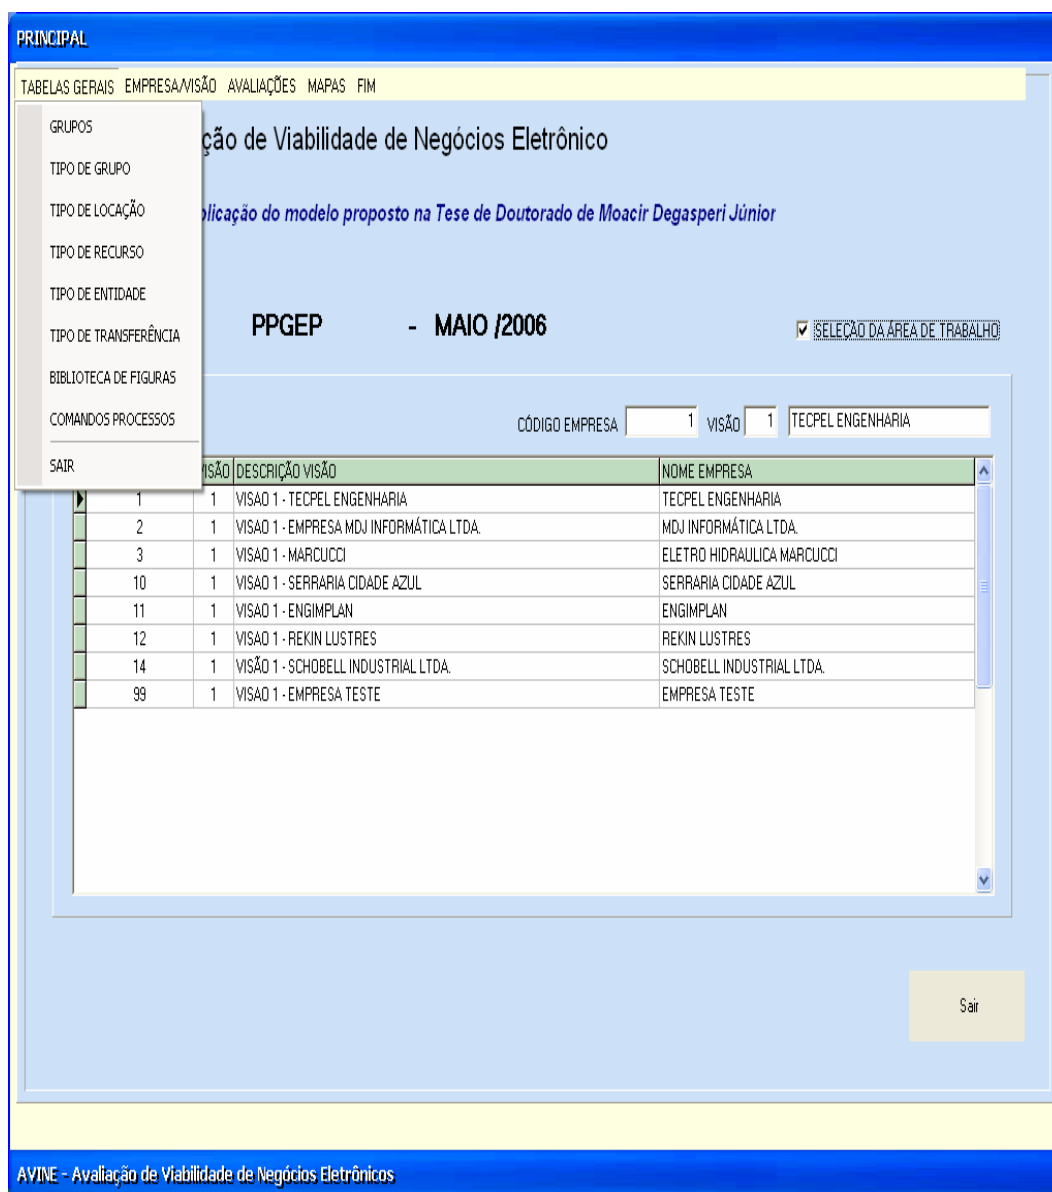 PRINCIPAL
TABELAS GERAIS EMPRESA/VISÃO AVALIAÇÕES MAPAS FIM
GRUPOS
TIPO DE GRUPO
TIPO DE LOCAÇÃO
TIPO DE RECURSO
TIPO DE ENTIDADE
TIPO DE TRANSFERÊNCIA
BIBLIOTECA DE FIGURAS
COMANDOS PROCESSOS
SAIR
ção de Viabilidade de Negócios Eletrônico
plicação do modelo proposto na Tese de Doutorado de Moacir Degasperi Júnior
PPGEP - MAIO /2006
SELEÇÃO DA ÁREA DE TRABALHO
CÓDIGO EMPRESA 1 VISÃO 1 TECPEL ENGENHARIA
VISÃO DESCRIÇÃO VISÃO NOME EMPRESA
1 1 VISAO 1 - TECPEL ENGENHARIA TECPEL ENGENHARIA
2 1 VISAO 1 - EMPRESA MDJ INFORMÁTICA LTDA. MDJ INFORMÁTICA LTDA.
3 1 VISAO 1 - MARCUCCI ELETRO HIDRAULICA MARCUCCI
10 1 VISAO 1 - SERRARIA CIDADE AZUL SERRARIA CIDADE AZUL
11 1 VISAO 1 - ENGIMPLAN ENGIMPLAN
12 1 VISAO 1 - REKIN LUSTRES REKIN LUSTRES
14 1 VISÃO 1 - SCHOBELL INDUSTRIAL LTDA. SCHOBELL INDUSTRIAL LTDA.
99 1 VISAO 1 - EMPRESA TESTE EMPRESA TESTE
Sair
AVINE - Avaliação de Viabilidade de Negócios Eletrônicos